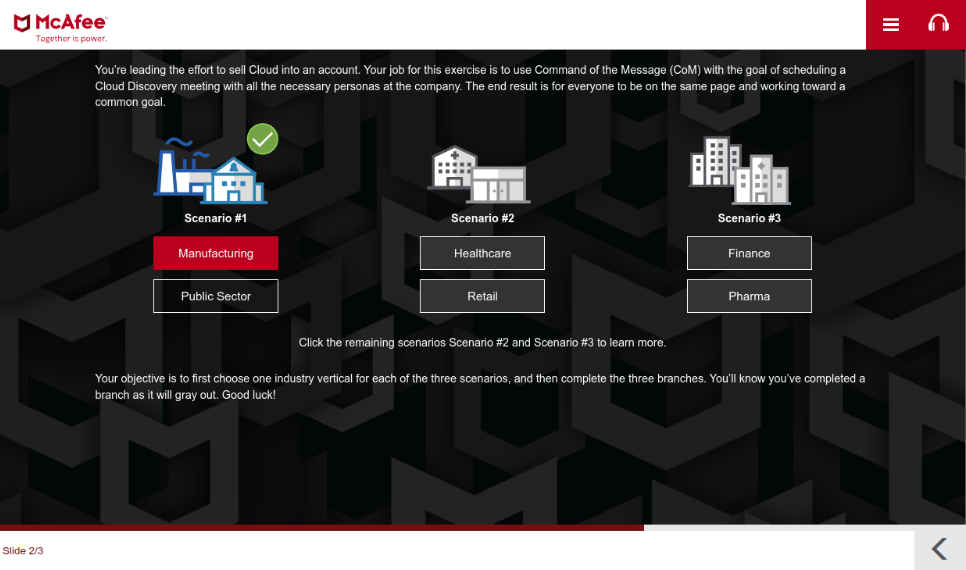 McAfee™
Together is power.
You're leading the effort to sell Cloud into an account. Your job for this exercise is to use Command of the Message (CoM) with the goal of scheduling a
Cloud Discovery meeting with all the necessary personas at the company. The end result is for everyone to be on the same page and working toward a
common goal.
Scenario #1
Scenario #2
Scenario #3
Manufacturing
Healthcare
Finance
Public Sector
Retail
Pharma
Click the remaining scenarios Scenario #2 and Scenario #3 to learn more.
Your objective is to first choose one industry vertical for each of the three scenarios, and then complete the three branches. You'll know you've completed a
branch as it will gray out. Good luck!
Slide 2/3